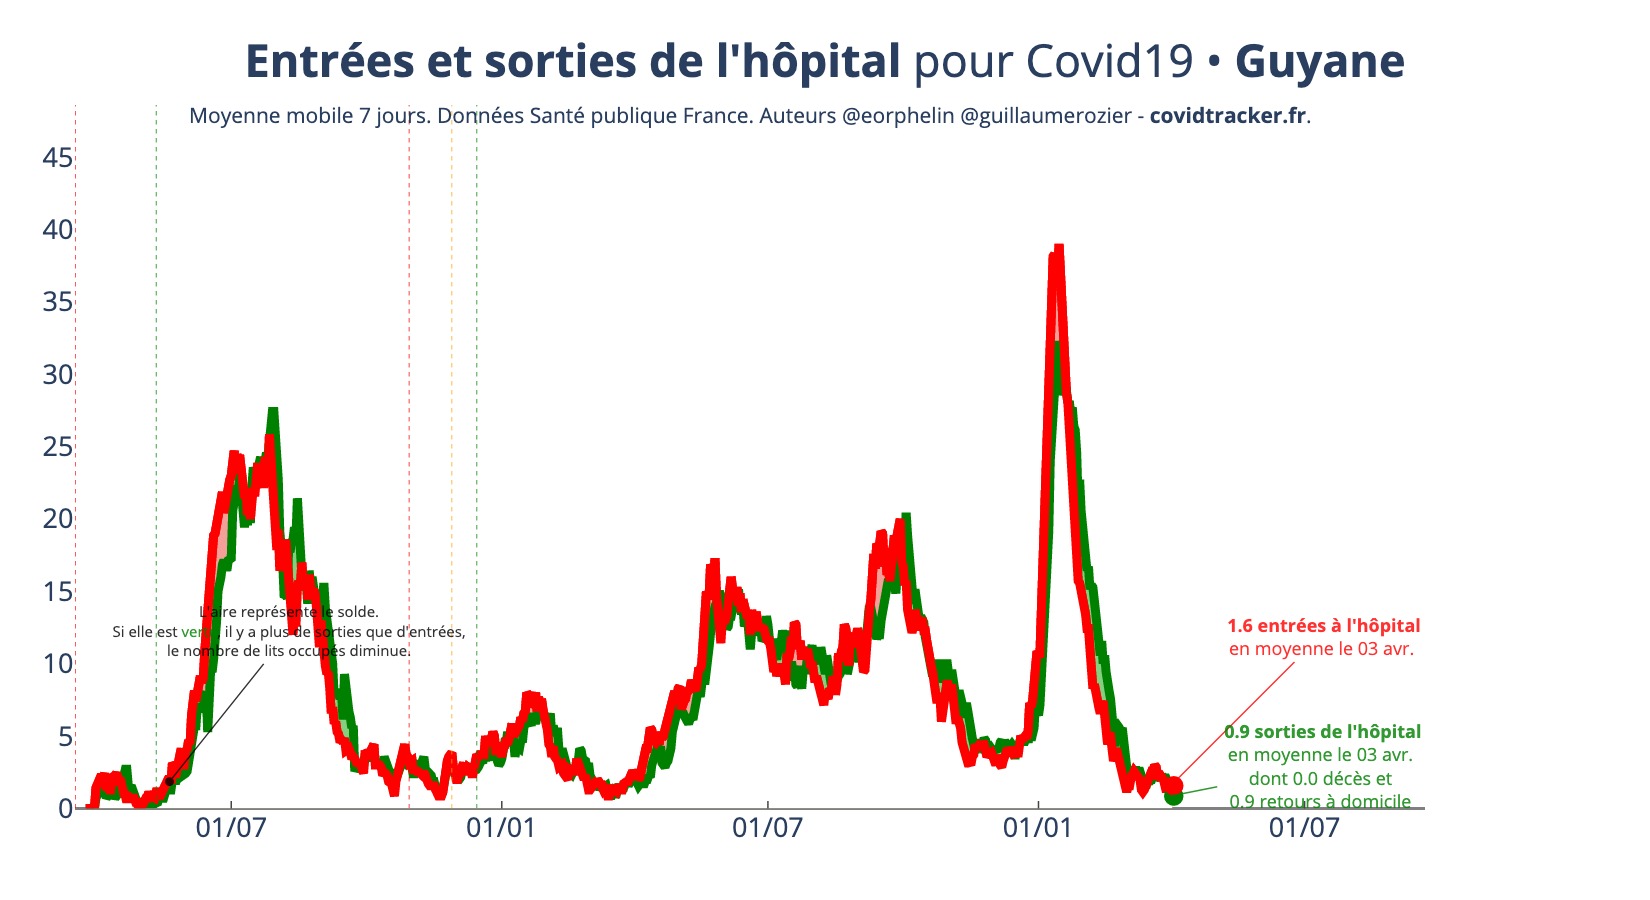 Entrées et sorties de l'hôpital pour Covid19 • Guyane
Moyenne mobile 7 jours. Données Santé publique France. Auteurs @eorphelin @guillaumerozier - covidtracker.fr.
45
40
35
30
25
20
15
10
5
0
L'aire représente le solde.
Si elle est verte, il y a plus de sorties que d'entrées,
le nombre de lits occupés diminue.
1.6 entrées à l'hôpital
en moyenne le 03 avr.
0.9 sorties de l'hôpital
en moyenne le 03 avr.
dont 0.0 décès et
0.9 retours à domicile
01/07
01/01
01/07
01/01
01/07